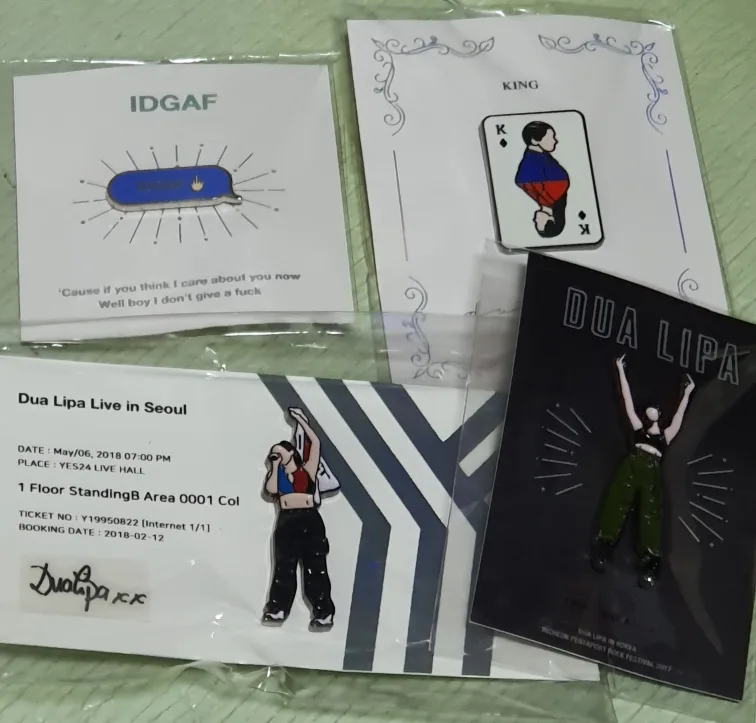 IDGAF
'Cause if you think I care about you now
Well boy I don't give a fuck
KING
K
K
Dua Lipa Live in Seoul
DATE : May/06, 2018 07:00 PM
PLACE : YES24 LIVE HALL
1 Floor StandingB Area 0001 Col
TICKET NO : Y19950822 (Internet 1/1)
BOOKING DATE : 2018-02-12
Dua Lipa xx
DUA LIPA
DUA LIPA IN KOREA
INCHEON PENTAPORT ROCK FESTIVAL 2017